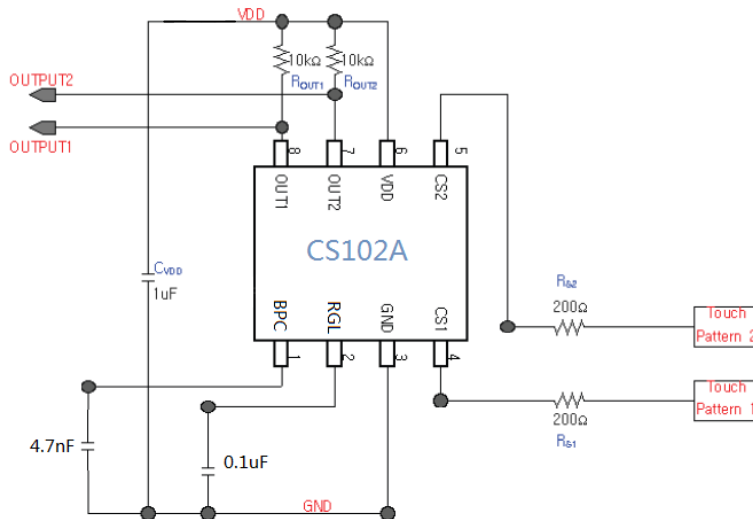 VDD
10kΩ
10kΩ
ROUT1
ROUT2
OUTPUT2
OUTPUT1
8
7
6
5
OUT1
OUT2
VDD
CS2
CS102A
CVDD
1uF
BPC
RGL
GND
CS1
1
2
3
4
RS2
200Ω
Touch
Pattern 2
Touch
Pattern 1
200Ω
RS1
4.7nF
0.1uF
GND